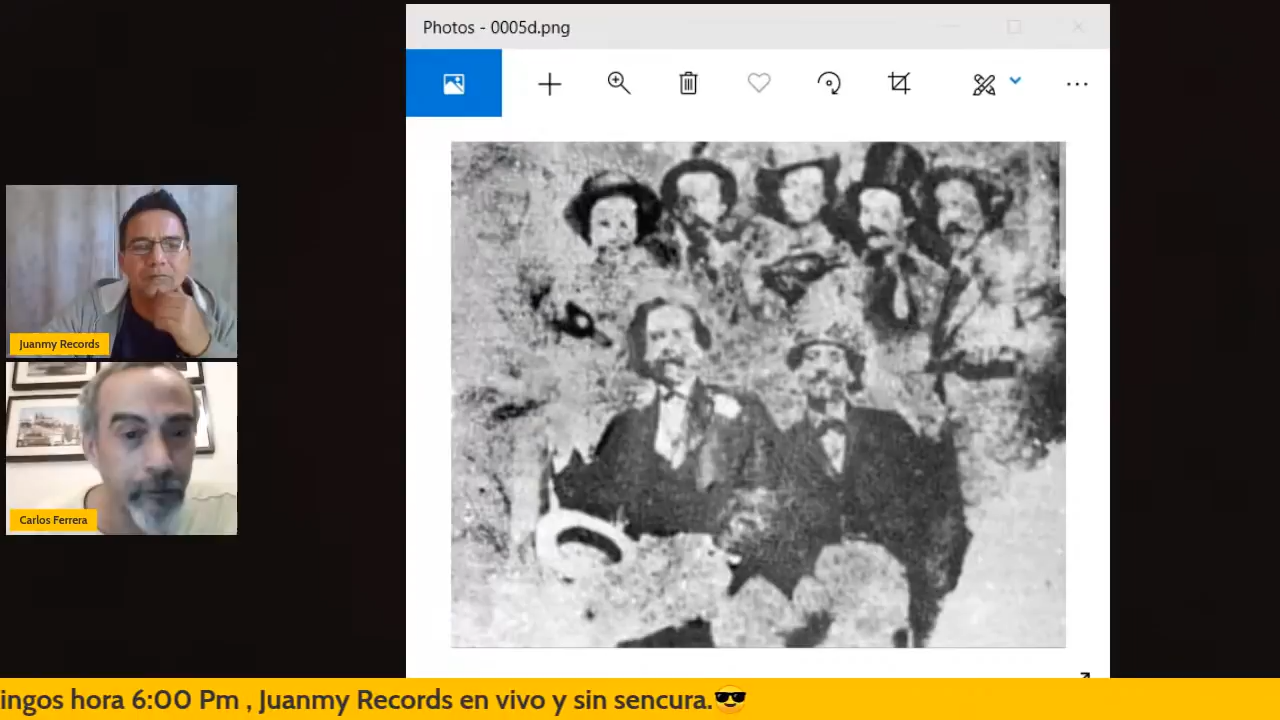 Photos - 0005d.png
Juanmy Records
Carlos Ferrera
ingos hora 6:00 Pm , Juanmy Records en vivo y sin sencura.😎